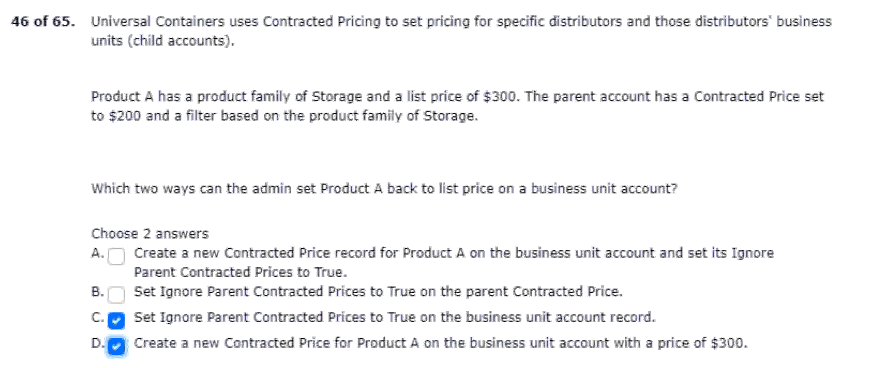 46 of 65. Universal Containers uses Contracted Pricing to set pricing for specific distributors and those distributors' business
units (child accounts).
Product A has a product family of Storage and a list price of $300. The parent account has a Contracted Price set
to $200 and a filter based on the product family of Storage.
Which two ways can the admin set Product A back to list price on a business unit account?
Choose 2 answers
A. Create a new Contracted Price record for Product A on the business unit account and set its Ignore
Parent Contracted Prices to True.
B. Set Ignore Parent Contracted Prices to True on the parent Contracted Price.
C. Set Ignore Parent Contracted Prices to True on the business unit account record.
D. Create a new Contracted Price for Product A on the business unit account with a price of $300.